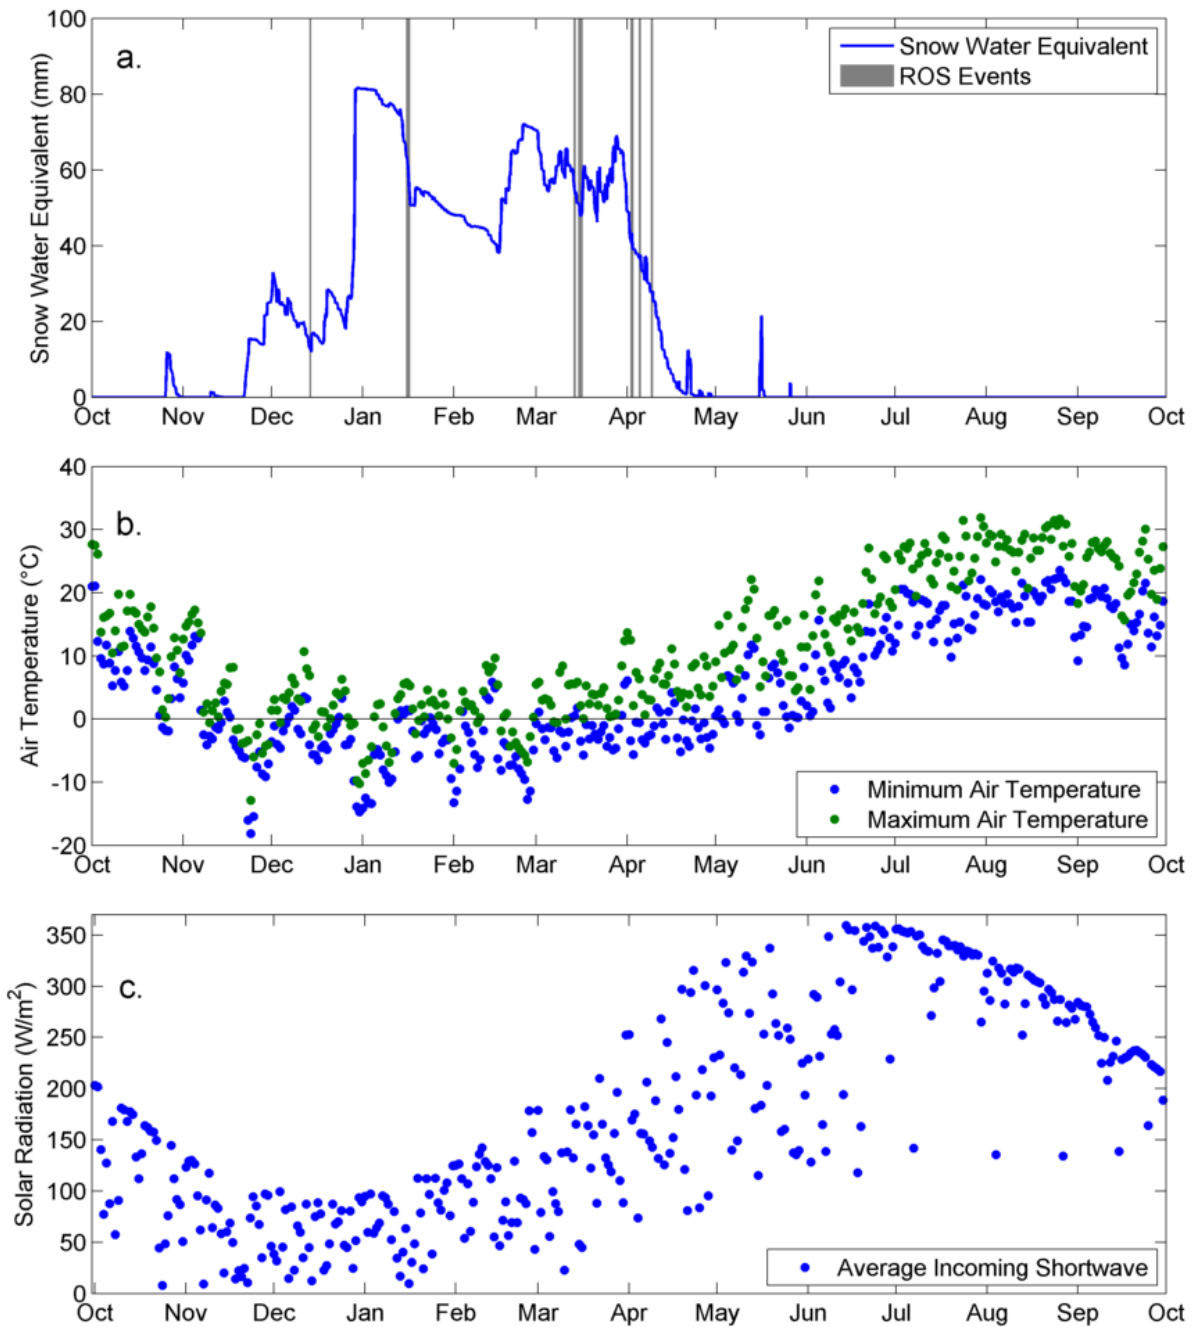 100
80
60
40
20
0
Snow Water Equivalent (mm)
a.
Snow Water Equivalent
ROS Events
Oct Nov Dec Jan Feb Mar Apr May Jun Jul Aug Sep Oct
40
30
20
10
0
-10
-20
Air Temperature (°C)
b.
Minimum Air Temperature
Maximum Air Temperature
Oct Nov Dec Jan Feb Mar Apr May Jun Jul Aug Sep Oct
350
300
250
200
150
100
50
0
Solar Radiation (W/m²)
c.
Average Incoming Shortwave
Oct Nov Dec Jan Feb Mar Apr May Jun Jul Aug Sep Oct